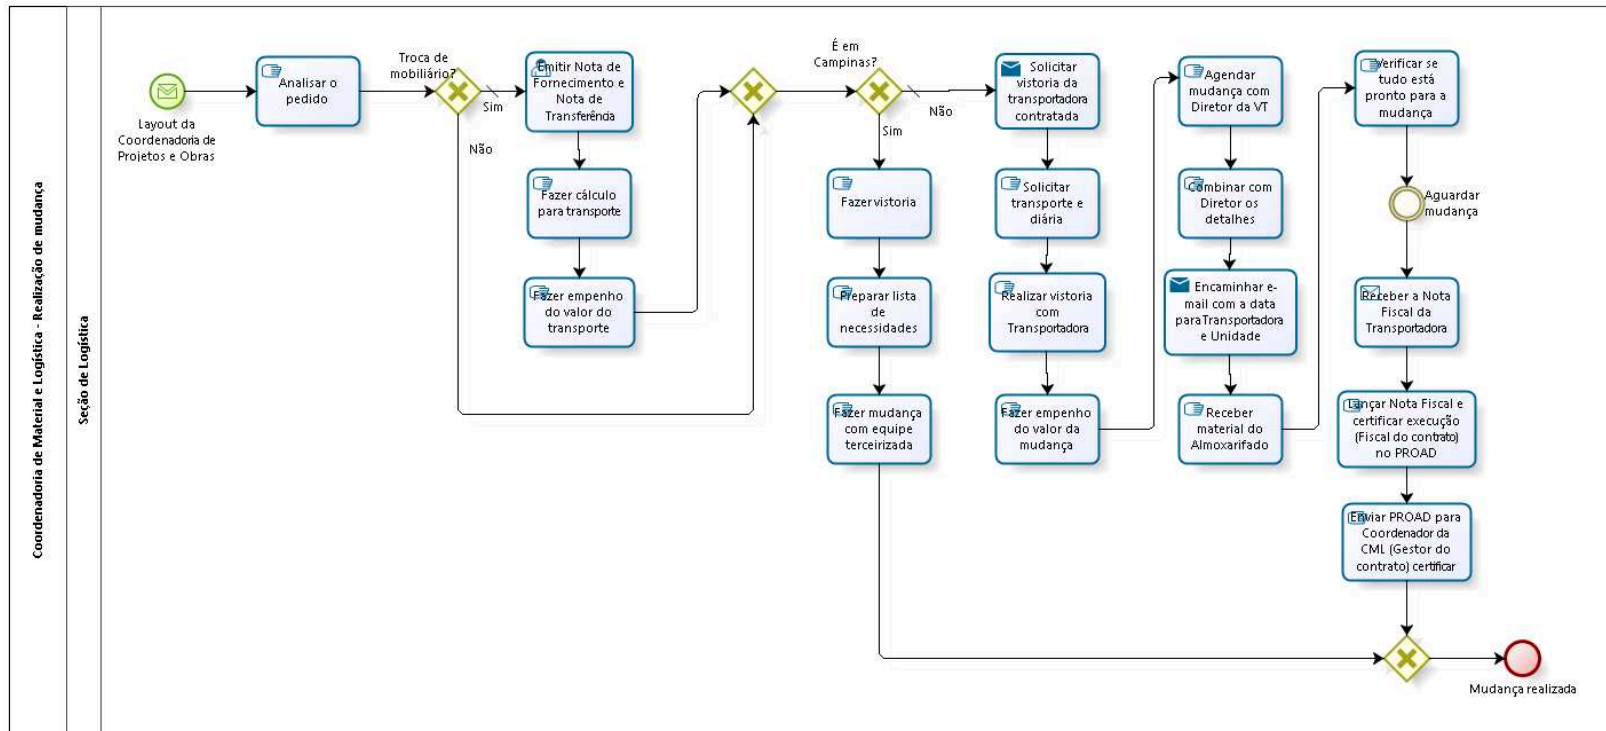 Coordenadoria de Material e Logística - Realização de mudança
Seção de Logística
Layout da
Coordenadoria de
Projetos e Obras
Analisar o
pedido
Troca de
mobiliário?
Sim
Não
Emitir Nota de
Fornecimento e
Nota de
Transferência
Fazer cálculo
para transporte
Fazer empenho
do valor do
transporte
É em
Campinas?
Não
Sim
Fazer vistoria
Preparar lista
de
necessidades
Fazer mudança
com equipe
terceirizada
Solicitar
vistoria da
transportadora
contratada
Solicitar
transporte e
diária
Realizar vistoria
com
Transportadora
Fazer empenho
do valor da
mudança
Agendar
mudança com
Diretor da VT
Combinar com
Diretor os
detalhes
Encaminhar e-
mail com a data
para Transportadora
e Unidade
Receber
material do
Almoxarifado
Verificar se
tudo está
pronto para a
mudança
Aguardar
mudança
Receber a Nota
Fiscal da
Transportadora
Lançar Nota Fiscal e
certificar execução
(Fiscal do contrato)
no PROAD
Enviar PROAD para
Coordenador da
CML (Gestor do
contrato) certificar
Mudança realizada